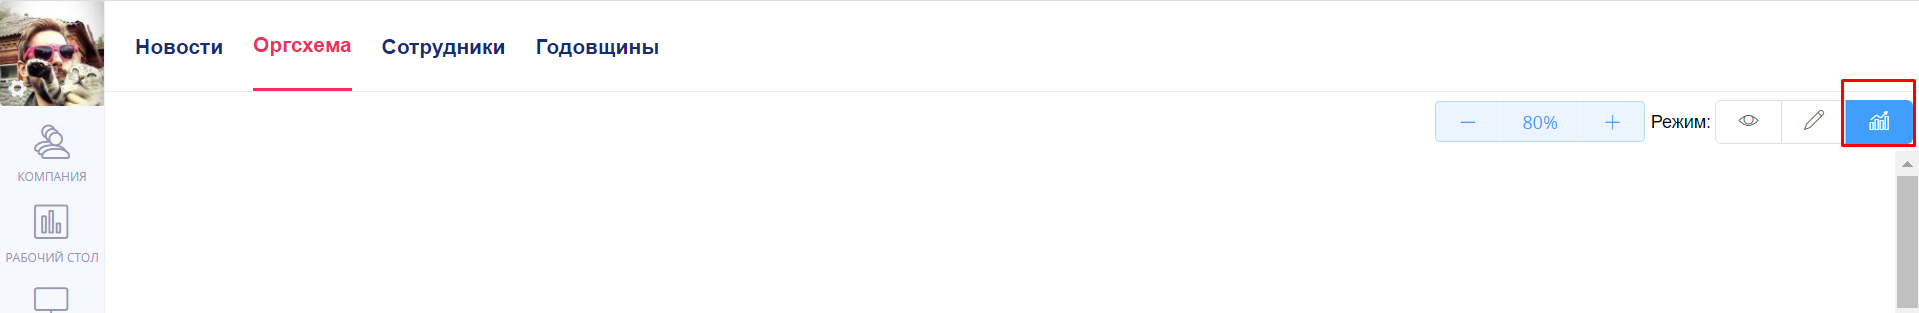 Новости Оргсхема Сотрудники Годовщины
− 80% + Режим:
КОМПАНИЯ
РАБОЧИЙ СТОЛ